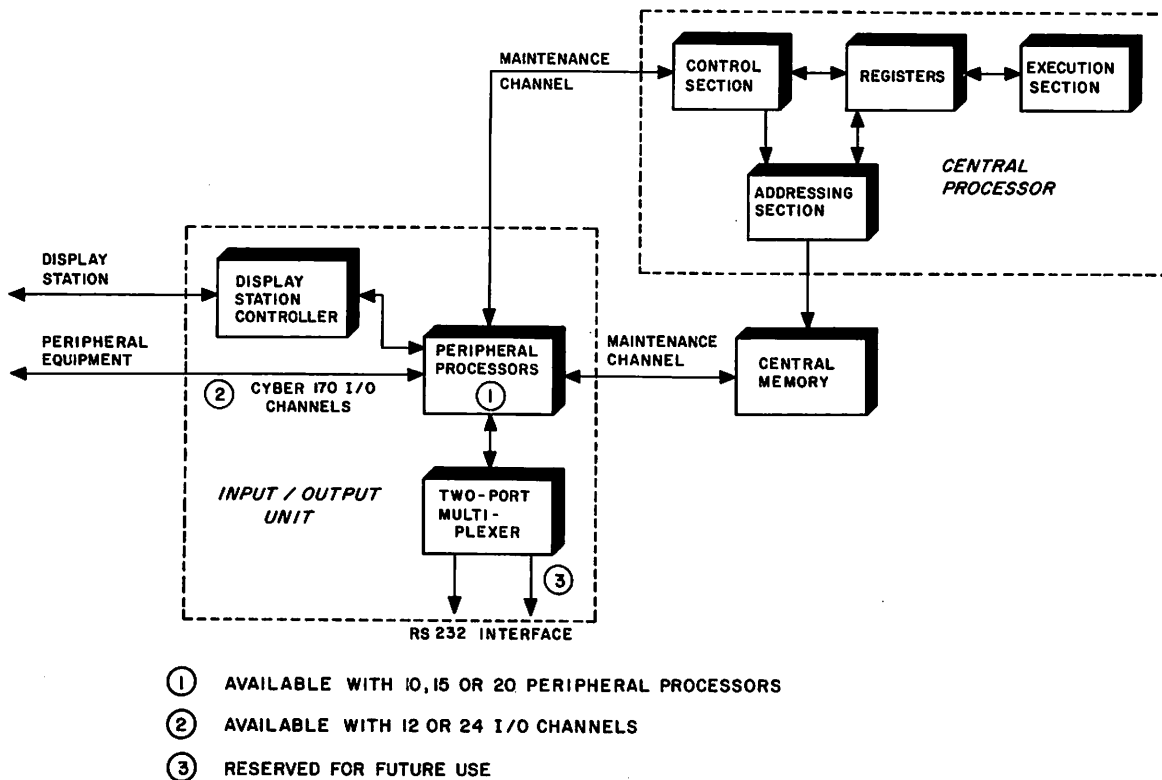 MAINTENANCE
CHANNEL
CONTROL
SECTION
REGISTERS
EXECUTION
SECTION
ADDRESSING
SECTION
CENTRAL
PROCESSOR
DISPLAY
STATION
DISPLAY
STATION
CONTROLLER
PERIPHERAL
EQUIPMENT
PERIPHERAL
PROCESSORS
1
MAINTENANCE
CHANNEL
CENTRAL
MEMORY
2 CYBER 170 I/O
CHANNELS
INPUT / OUTPUT
UNIT
TWO-PORT
MULTI-
PLEXER
3
RS 232 INTERFACE
1 AVAILABLE WITH 10, 15 OR 20 PERIPHERAL PROCESSORS
2 AVAILABLE WITH 12 OR 24 I/O CHANNELS
3 RESERVED FOR FUTURE USE